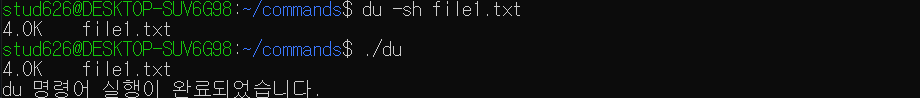 stud626@DESKTOP-SUV6G98:~/commands$ du -sh file1.txt
4.0K    file1.txt
stud626@DESKTOP-SUV6G98:~/commands$ ./du
4.0K    file1.txt
du 명령어 실행이 완료되었습니다.